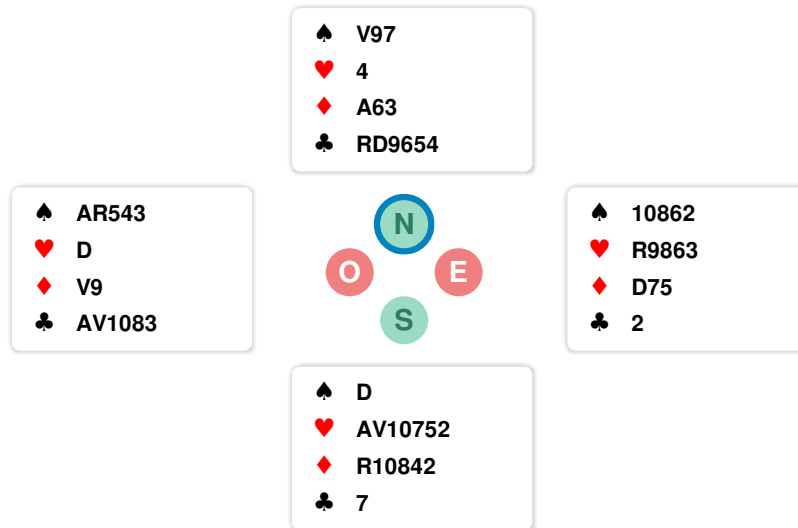 ♠ V97
♥ 4
♦ A63
♣ RD9654
♠ AR543
♥ D
♦ V9
♣ AV1083
N
O
E
S
♠ 10862
♥ R9863
♦ D75
♣ 2
♠ D
♥ AV10752
♦ R10842
♣ 7